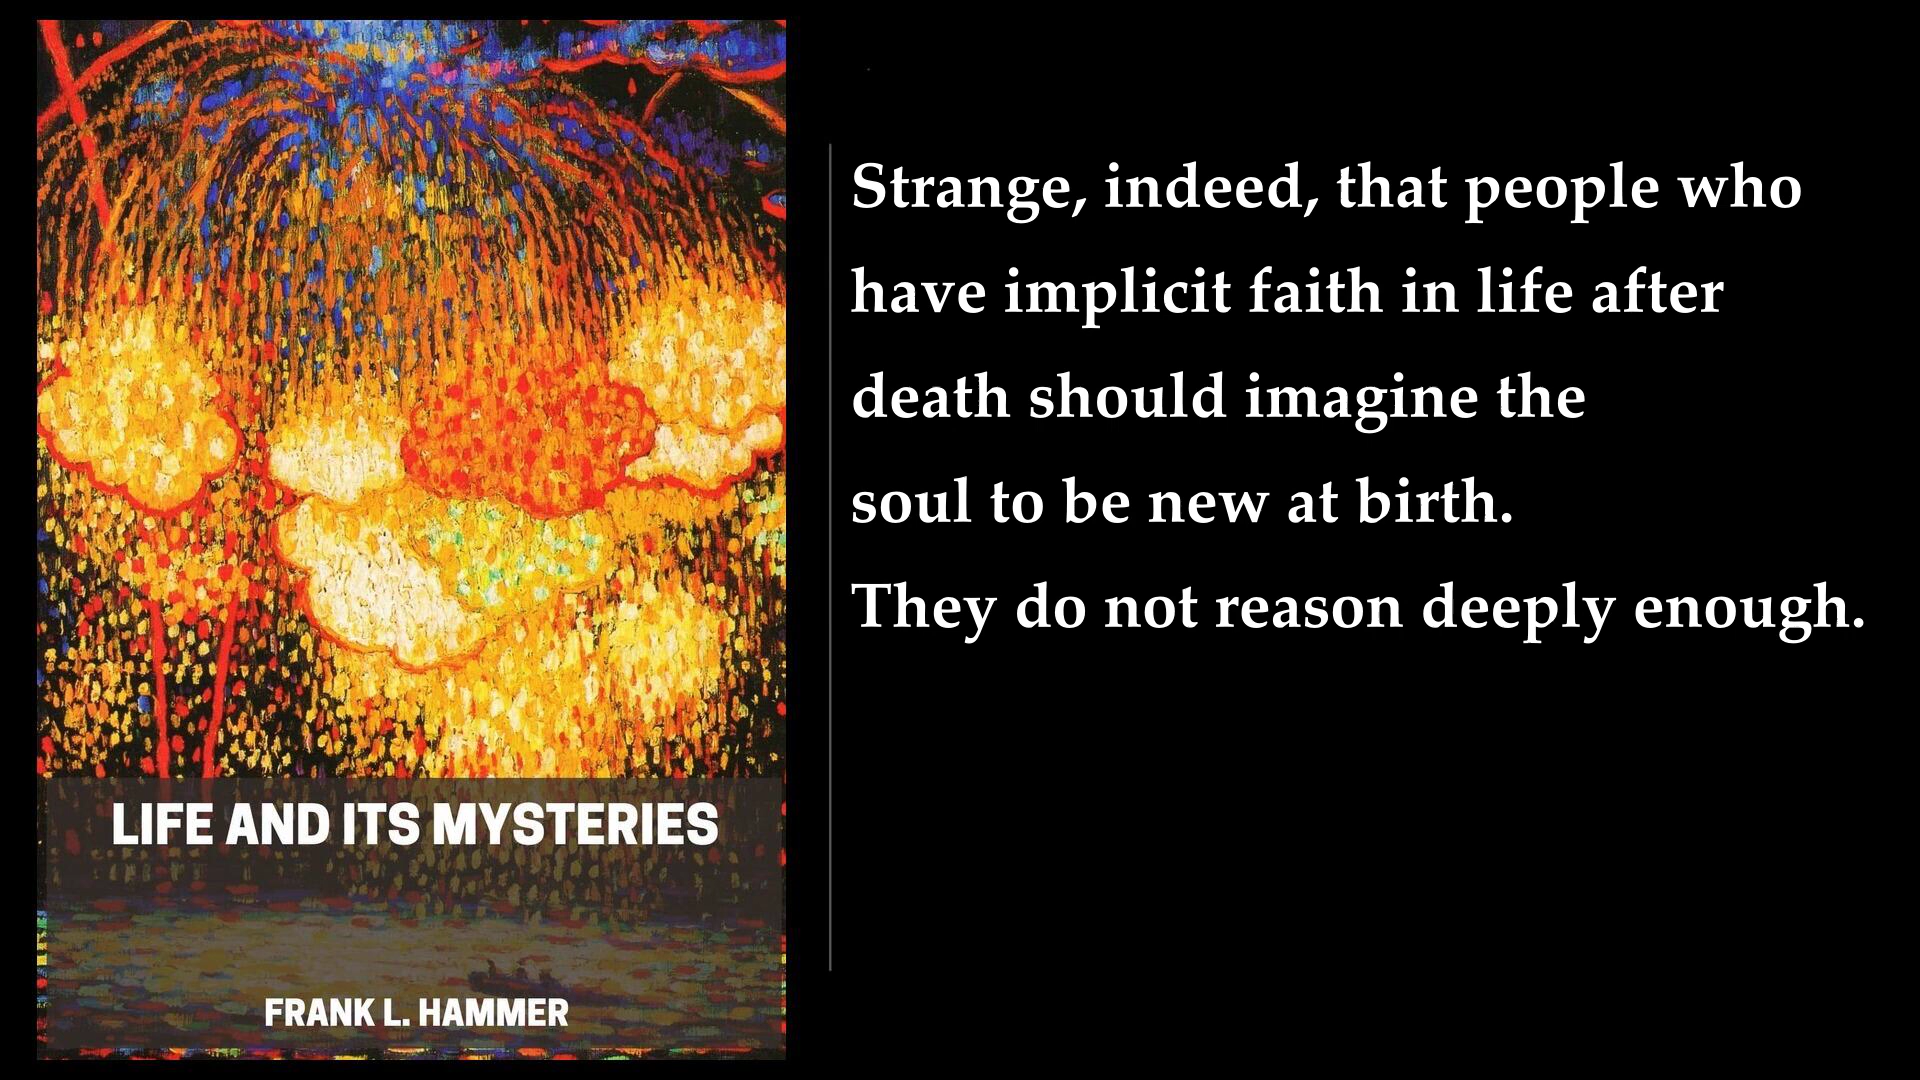 LIFE AND ITS MYSTERIES
FRANK L. HAMMER
Strange, indeed, that people who
have implicit faith in life after
death should imagine the
soul to be new at birth.
They do not reason deeply enough.